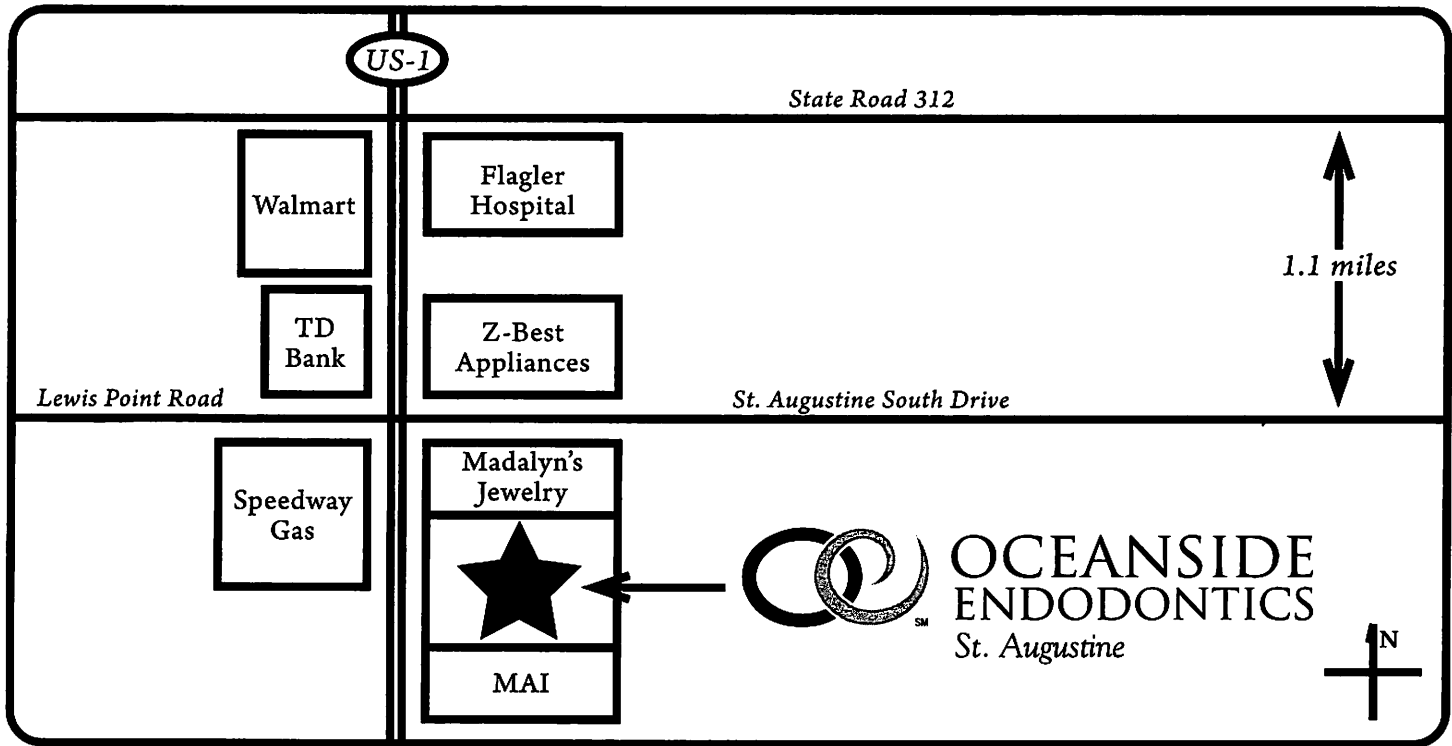 US-1
State Road 312
Walmart
Flagler
Hospital
1.1 miles
TD
Bank
Z-Best
Appliances
Lewis Point Road
St. Augustine South Drive
Speedway
Gas
Madalyn's
Jewelry
OCEANSIDE
ENDODONTICS
SM
St. Augustine
N
MAI